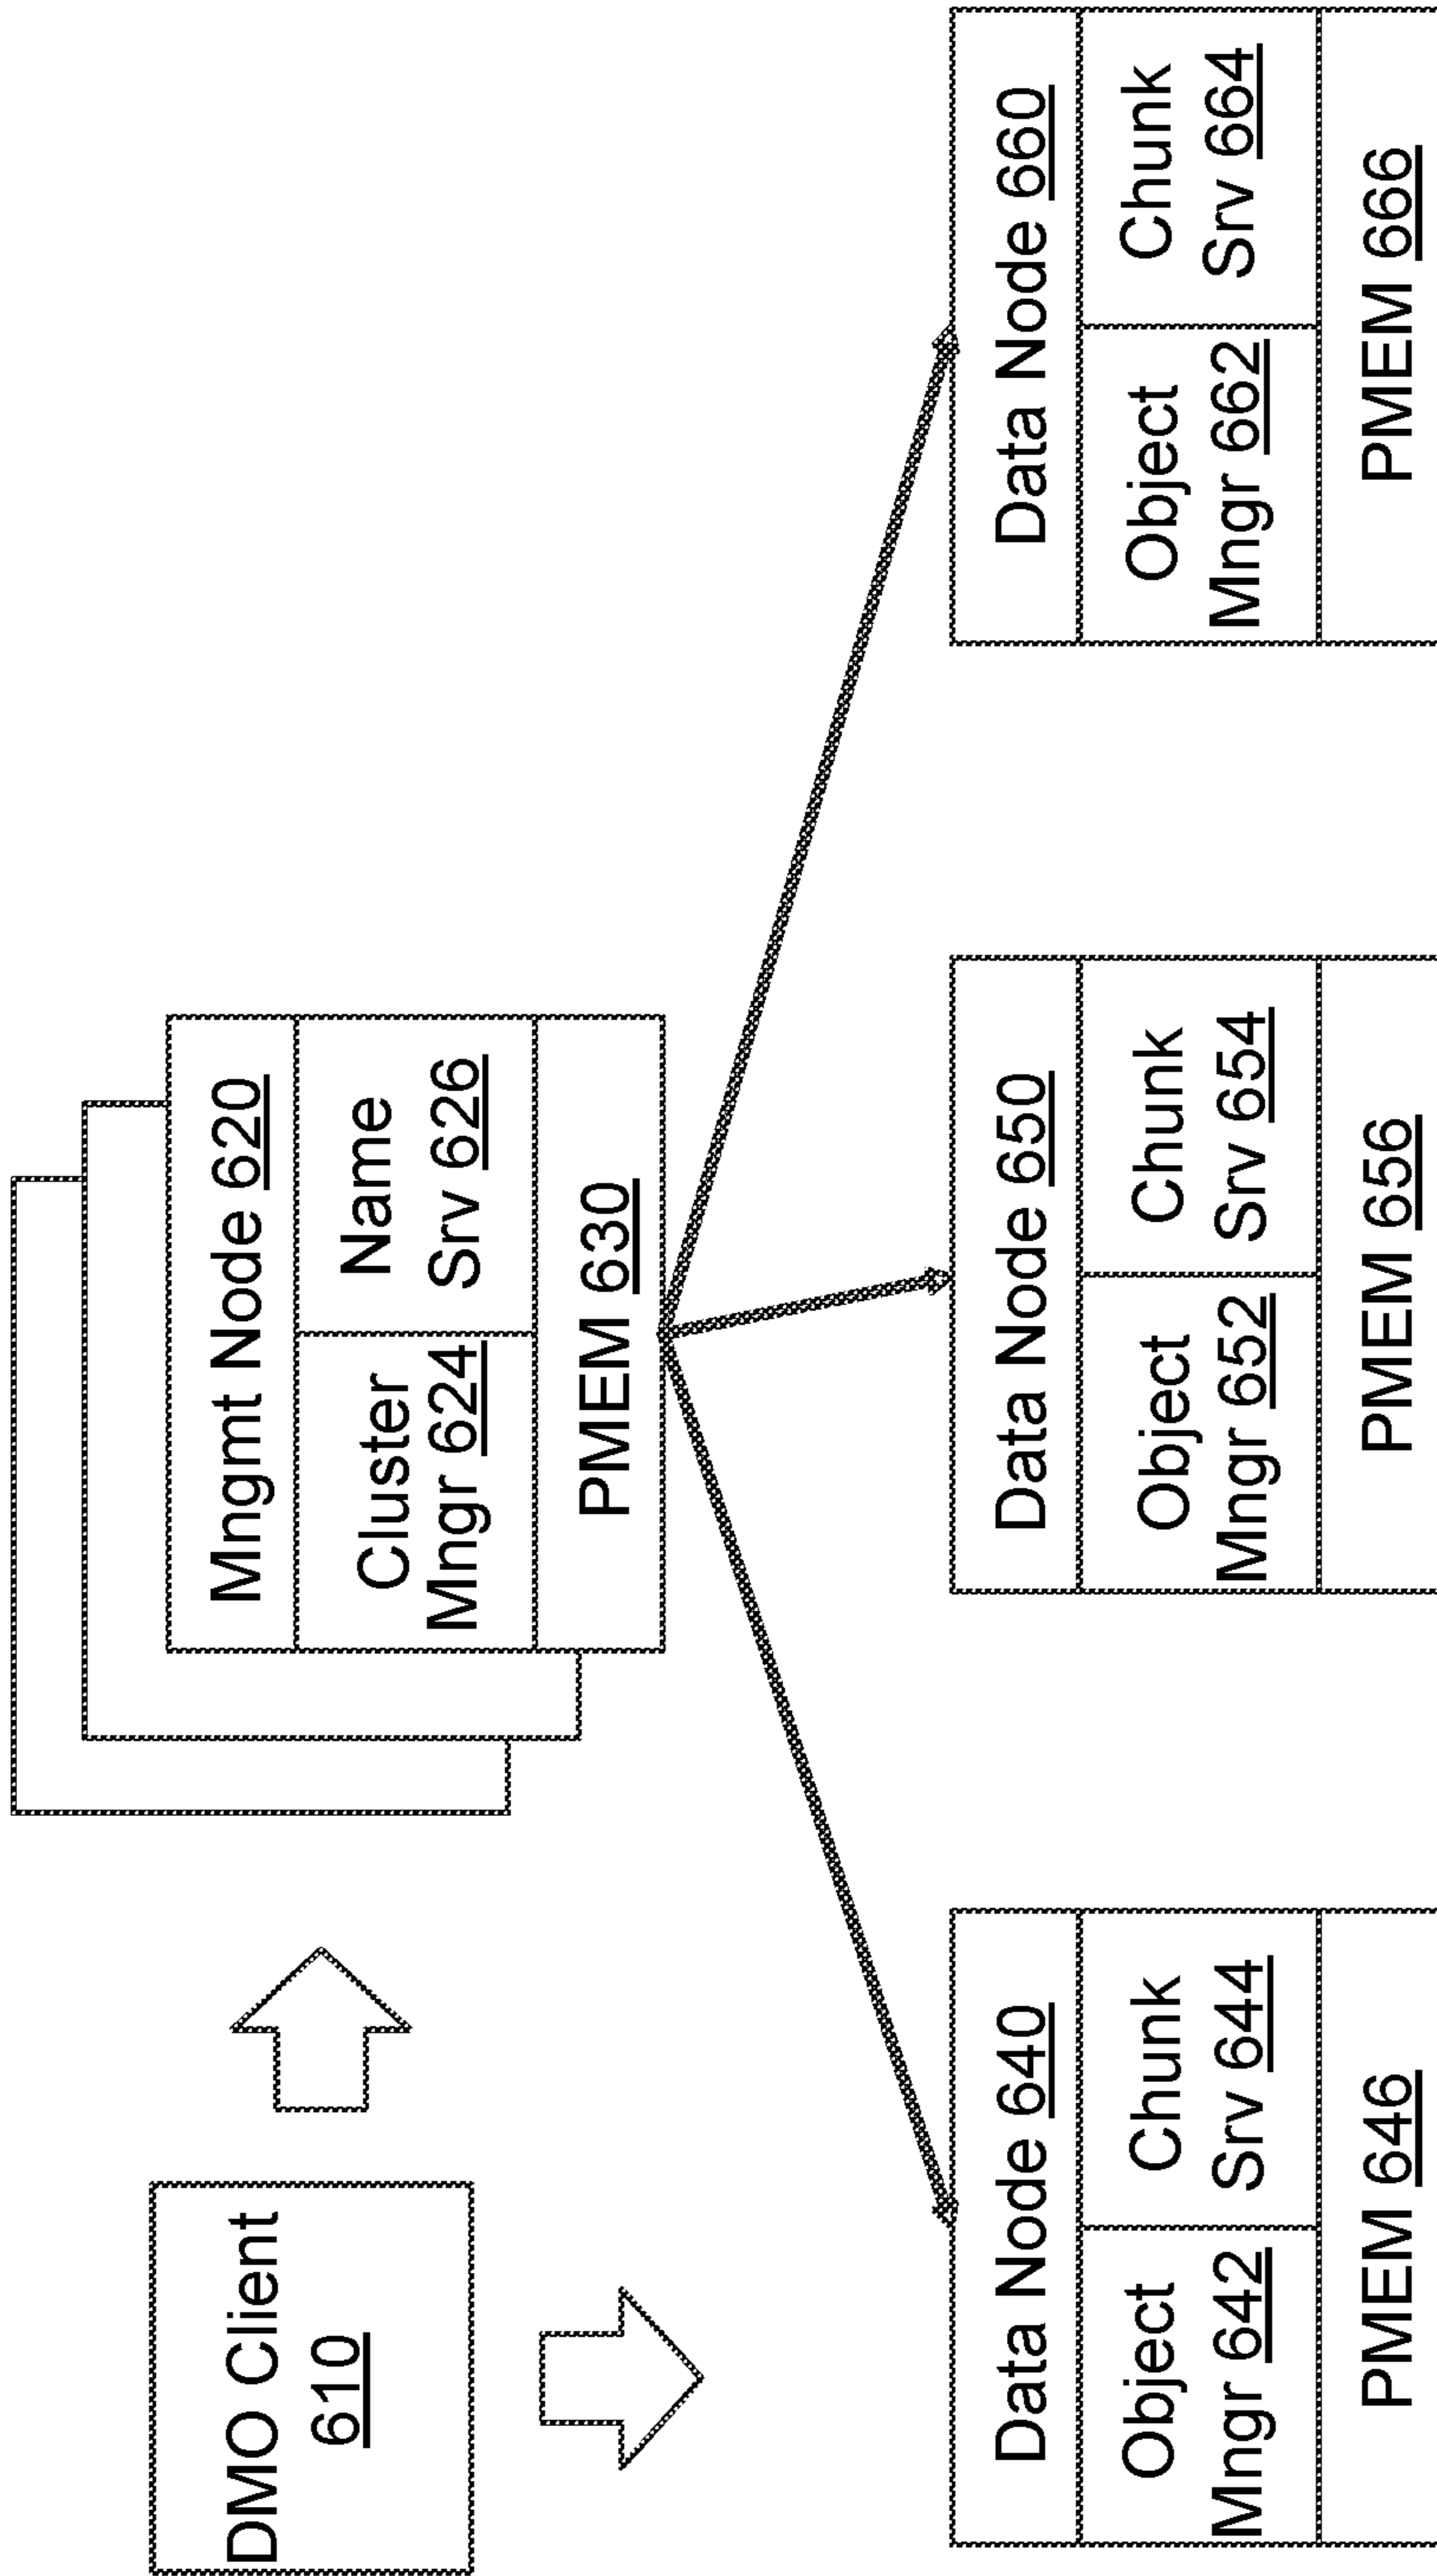 DMO Client
610
Mngmt Node 620
Cluster
Mngr 624
Name
Srv 626
PMEM 630
Data Node 640
Object
Mngr 642
Chunk
Srv 644
PMEM 646
Data Node 650
Object
Mngr 652
Chunk
Srv 654
PMEM 656
Data Node 660
Object
Mngr 662
Chunk
Srv 664
PMEM 666